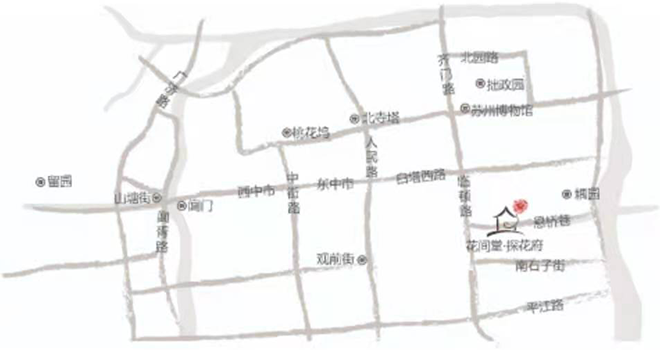 北园路
齐门路
拙政园
广济路
苏州博物馆
北寺塔
桃花坞
人民路
留园
中街路
东中市
白塔西路
临顿路
西中市
山塘街
阊门
阊胥路
耦园
悬桥巷
花间堂·探花府
观前街
南石子街
平江路